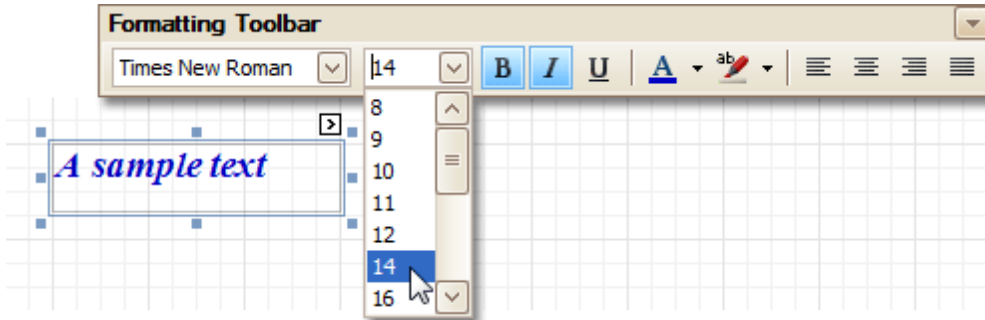 Formatting Toolbar
Times New Roman 14 B I U A ab
8
9
A sample text
10
11
12
14
16